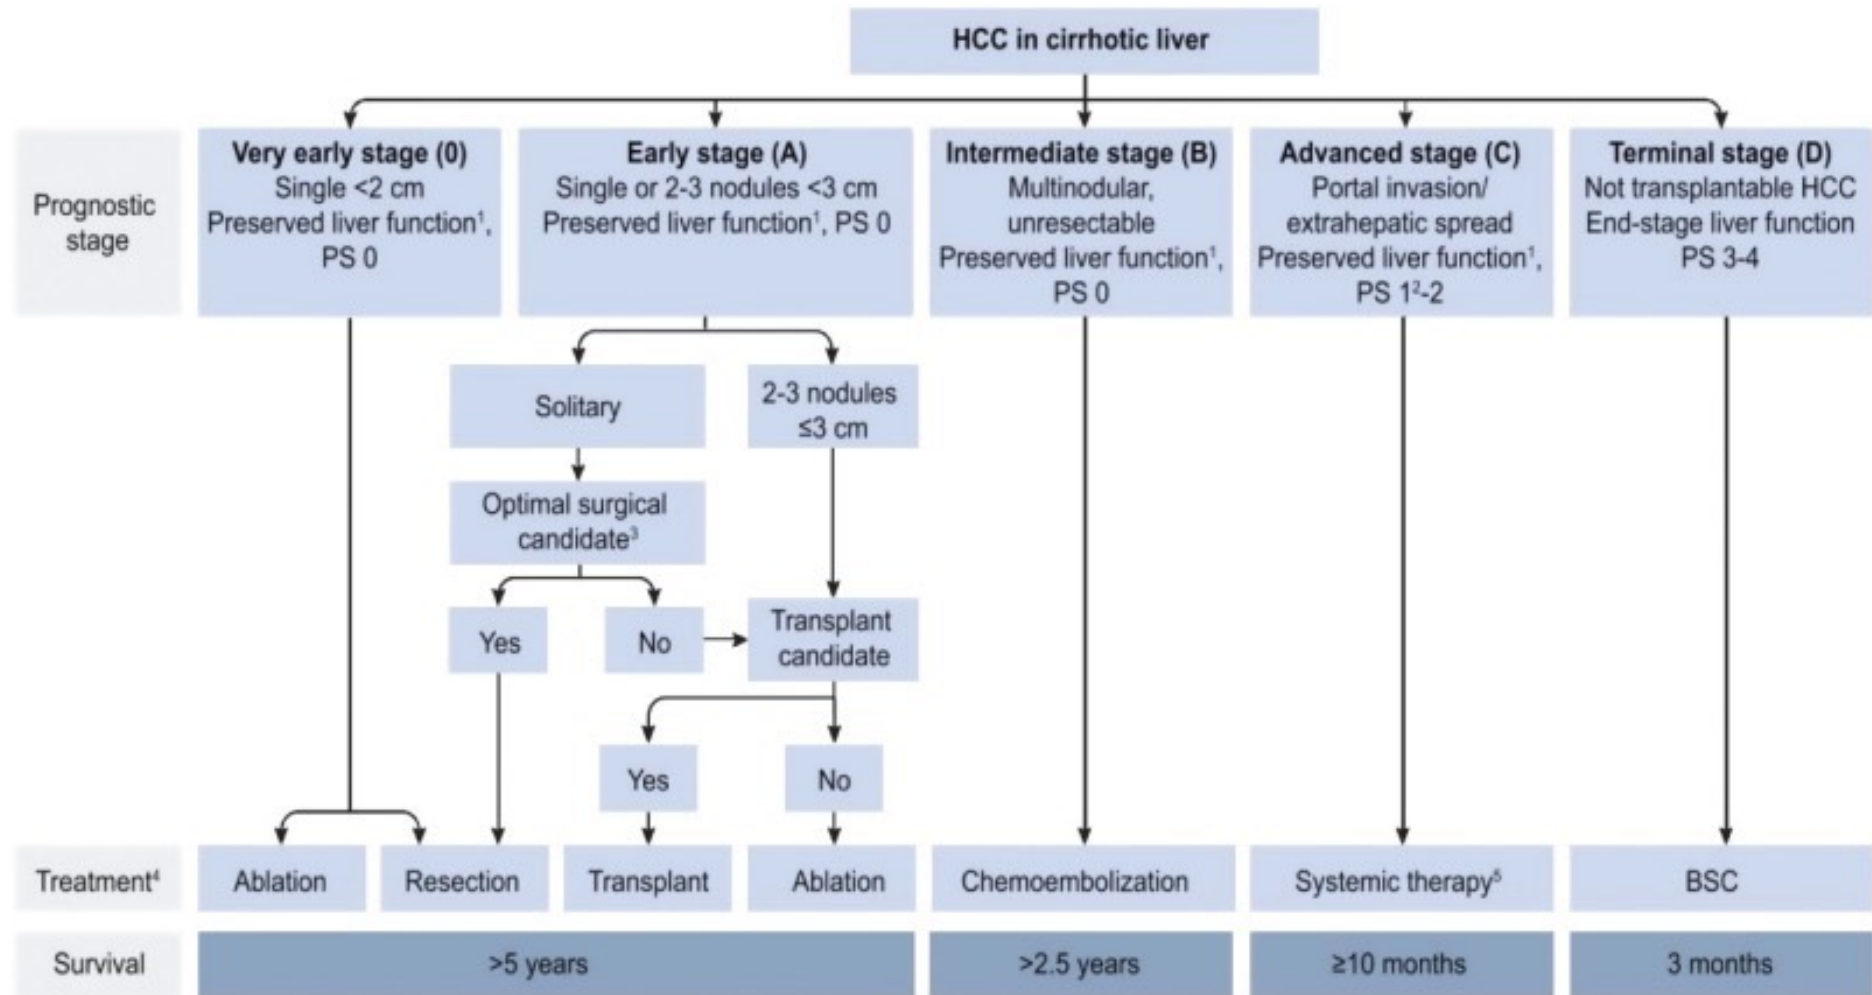 HCC in cirrhotic liver
Prognostic
stage
Very early stage (0)
Single <2 cm
Preserved liver function¹,
PS 0
Early stage (A)
Single or 2-3 nodules <3 cm
Preserved liver function¹, PS 0
Intermediate stage (B)
Multinodular,
unresectable
Preserved liver function¹,
PS 0
Advanced stage (C)
Portal invasion/
extrahepatic spread
Preserved liver function¹,
PS 1²-2
Terminal stage (D)
Not transplantable HCC
End-stage liver function
PS 3-4
Solitary
2-3 nodules
≤3 cm
Optimal surgical
candidate³
Yes
No
Transplant
candidate
Yes
No
Treatment⁴
Ablation
Resection
Transplant
Ablation
Chemoembolization
Systemic therapy⁵
BSC
Survival
>5 years
>2.5 years
≥10 months
3 months